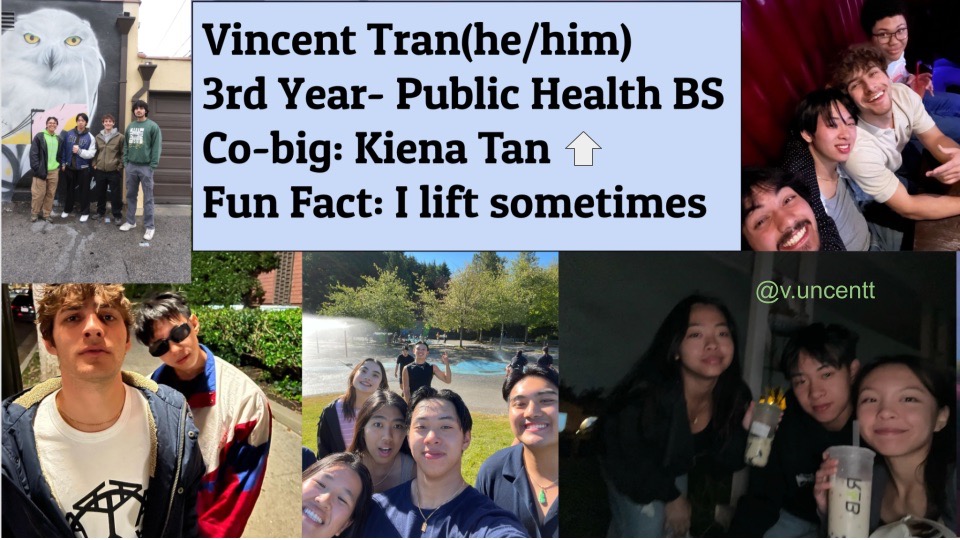 Vincent Tran(he/him)
3rd Year- Public Health BS
Co-big: Kiena Tan
Fun Fact: I lift sometimes
@v.uncentt